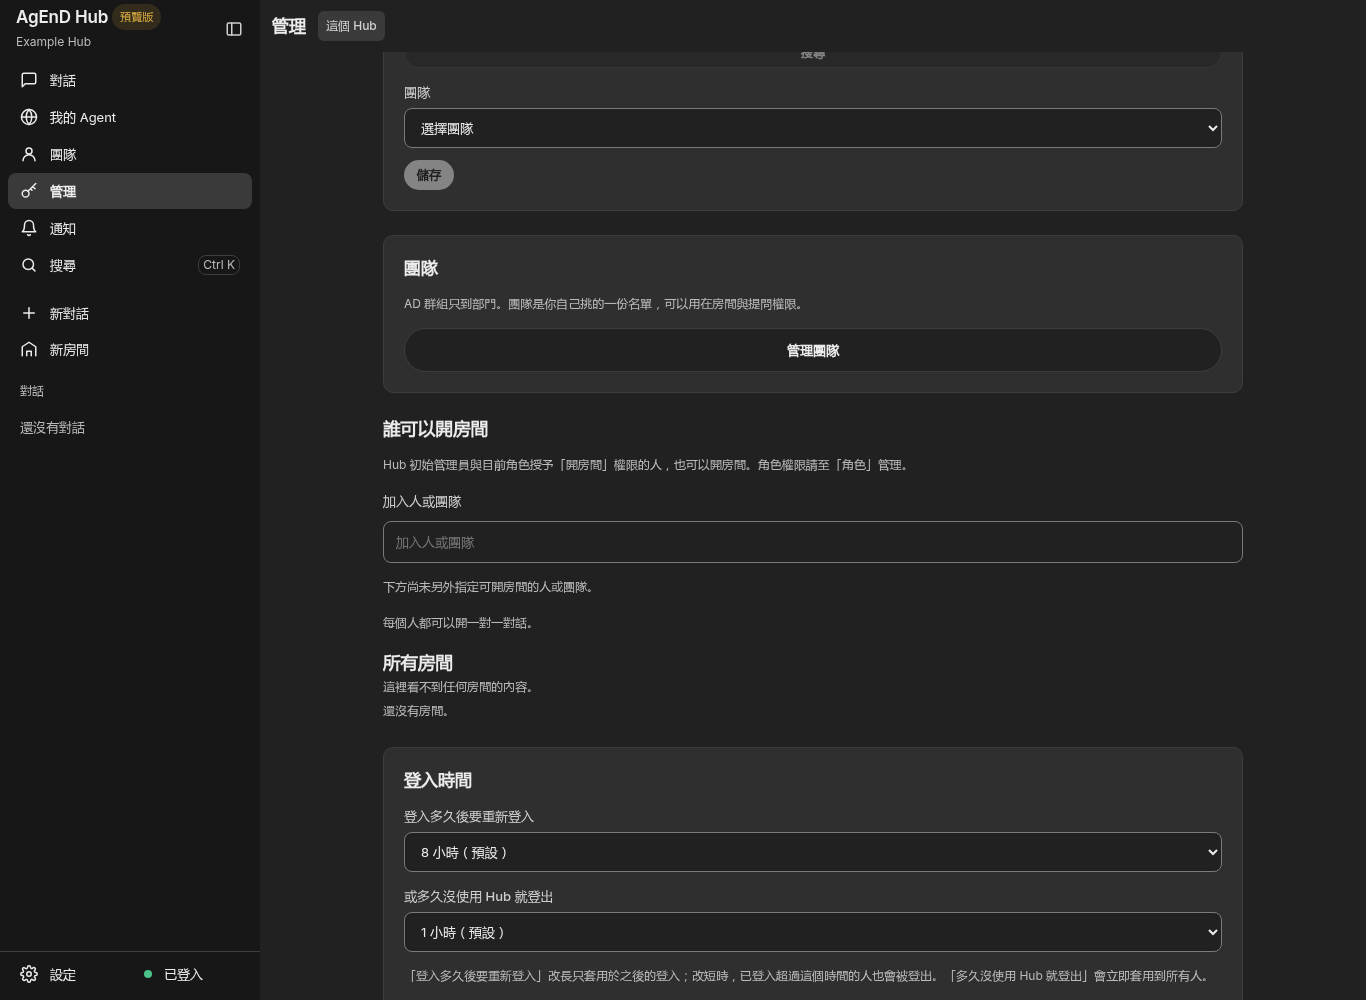 AgEnD Hub 預覽版
Example Hub
對話
我的 Agent
團隊
管理
通知
搜尋 Ctrl K
新對話
新房間
對話
還沒有對話
設定 已登入
管理 這個 Hub
搜尋
團隊
選擇團隊
儲存
團隊
AD 群組只到部門。團隊是你自己挑的一份名單，可以用在房間與提問權限。
管理團隊
誰可以開房間
Hub 初始管理員與目前角色授予「開房間」權限的人，也可以開房間。角色權限請至「角色」管理。
加入人或團隊
加入人或團隊
下方尚未另外指定可開房間的人或團隊。
每個人都可以開一對一對話。
所有房間
這裡看不到任何房間的內容。
還沒有房間。
登入時間
登入多久後要重新登入
8 小時（預設）
或多久沒使用 Hub 就登出
1 小時（預設）
「登入多久後要重新登入」改長只套用於之後的登入；改短時，已登入超過這個時間的人也會被登出。「多久沒使用 Hub 就登出」會立即套用到所有人。